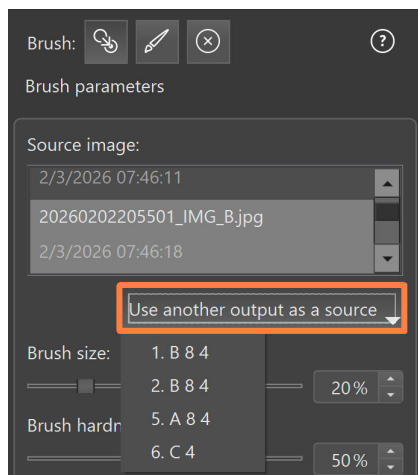 Brush:
Brush parameters
Source image:
2/3/2026 07:46:11
20260202205501_IMG_B.jpg
2/3/2026 07:46:18
Use another output as a source
Brush size:
1. B 8 4
2. B 8 4
20%
5. A 8 4
Brush hardn
6. C 4
50%